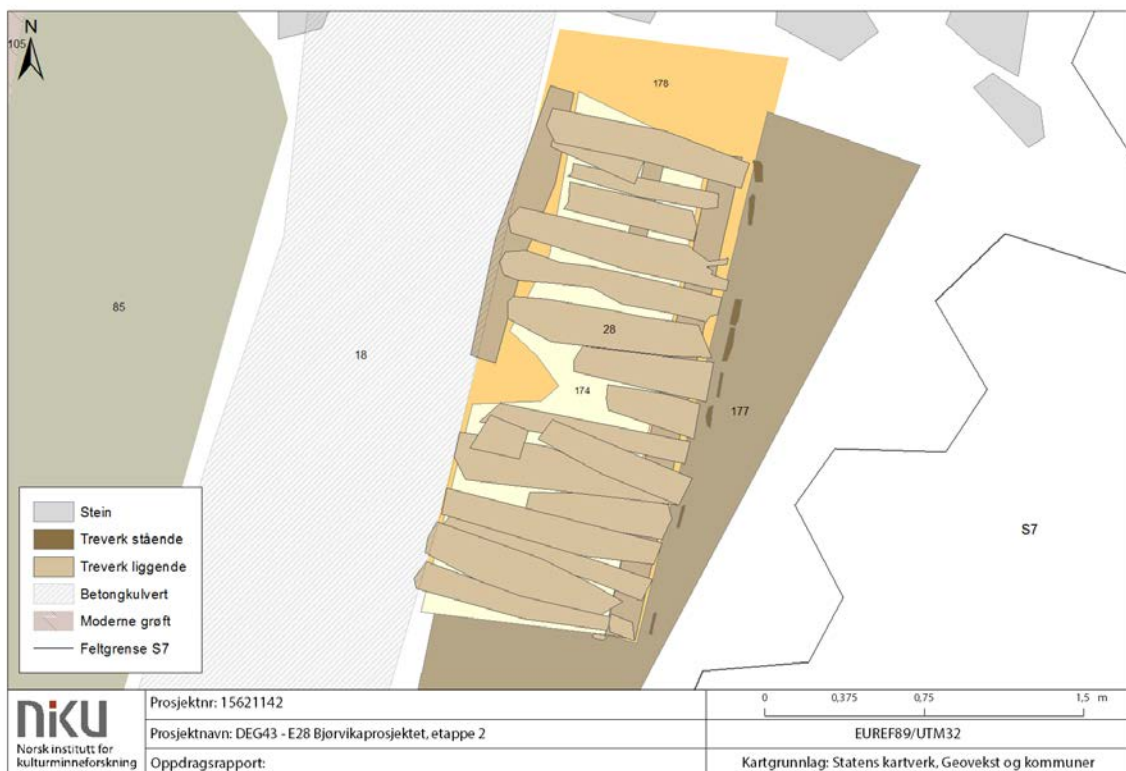 105
N
178
85
18
28
174
177
S7
Stein
Treverk stående
Treverk liggende
Betongkulvert
Moderne grøft
Feltgrense S7
niku
Norsk institutt for
kulturminneforskning
Prosjektnr: 15621142
Prosjektnavn: DEG43 - E28 Bjørvikaprosjektet, etappe 2
Oppdragsrapport:
0 0,375 0,75 1,5 m
EUREF89/UTM32
Kartgrunnlag: Statens kartverk, Geovekst og kommuner